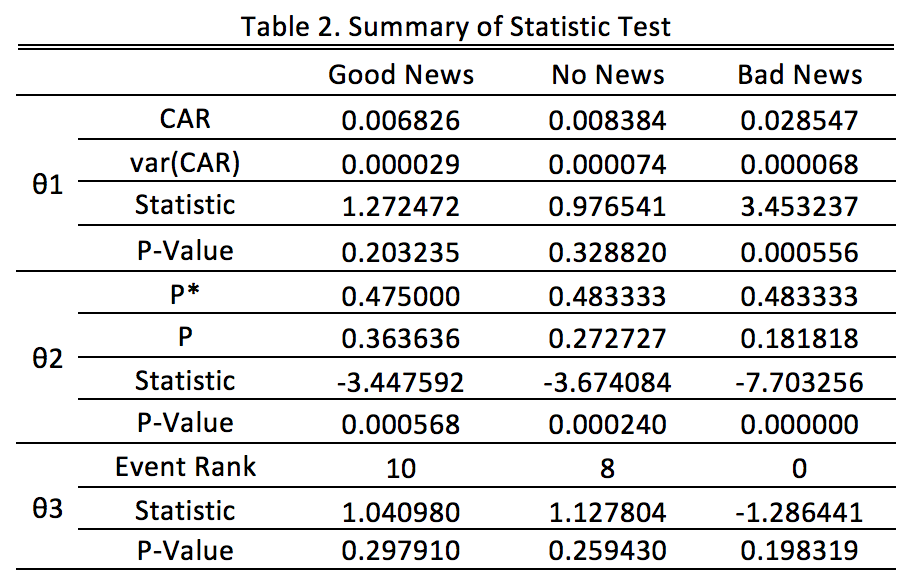 Table 2. Summary of Statistic Test
Good News No News Bad News
θ1
CAR 0.006826 0.008384 0.028547
var(CAR) 0.000029 0.000074 0.000068
Statistic 1.272472 0.976541 3.453237
P-Value 0.203235 0.328820 0.000556
θ2
P* 0.475000 0.483333 0.483333
P 0.363636 0.272727 0.181818
Statistic -3.447592 -3.674084 -7.703256
P-Value 0.000568 0.000240 0.000000
θ3
Event Rank 10 8 0
Statistic 1.040980 1.127804 -1.286441
P-Value 0.297910 0.259430 0.198319